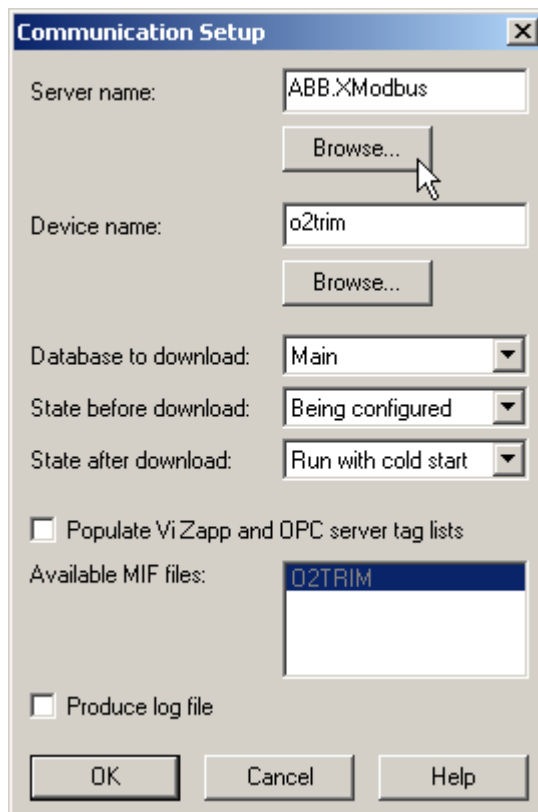 Communication Setup
Server name: ABB.XModbus
Browse...
Device name: o2trim
Browse...
Database to download: Main
State before download: Being configured
State after download: Run with cold start
Populate Vi Zapp and OPC server tag lists
Available MIF files: O2TRIM
Produce log file
OK Cancel Help